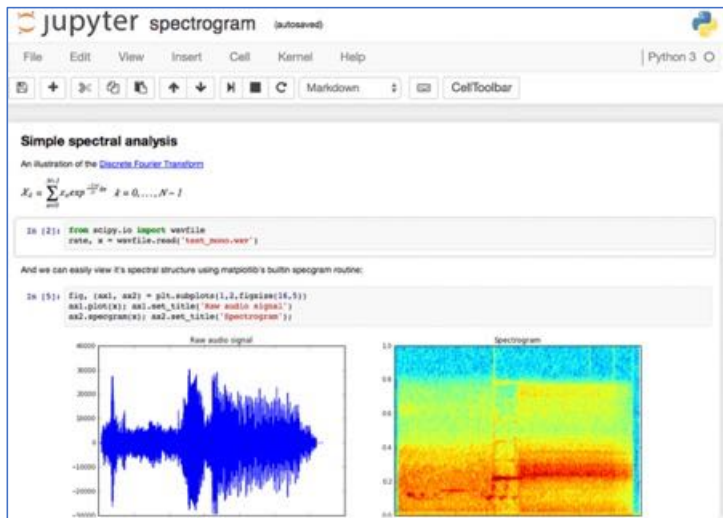 jupyter spectrogram (autosaved)
File Edit View Insert Cell Kernel Help Python 3
Markdown CellToolbar
Simple spectral analysis
An illustration of the Discrete Fourier Transform
k = 0, . . . , N − 1
In [2]: from scipy.io import wavfile
rate, x = wavfile.read('test_mono.wav')
And we can easily view it's spectral structure using matplotlib's builtin specgram routine:
In [5]: fig, (ax1, ax2) = plt.subplots(1,2,figsize(16,5))
ax1.plot(x); ax1.set_title('Raw audio signal')
ax2.specgram(x); ax2.set_title('Spectrogram');
Raw audio signal Spectrogram
40000 1.0
30000
20000 0.8
10000 0.6
0
−10000 0.4
−20000 0.2
−30000 0.0